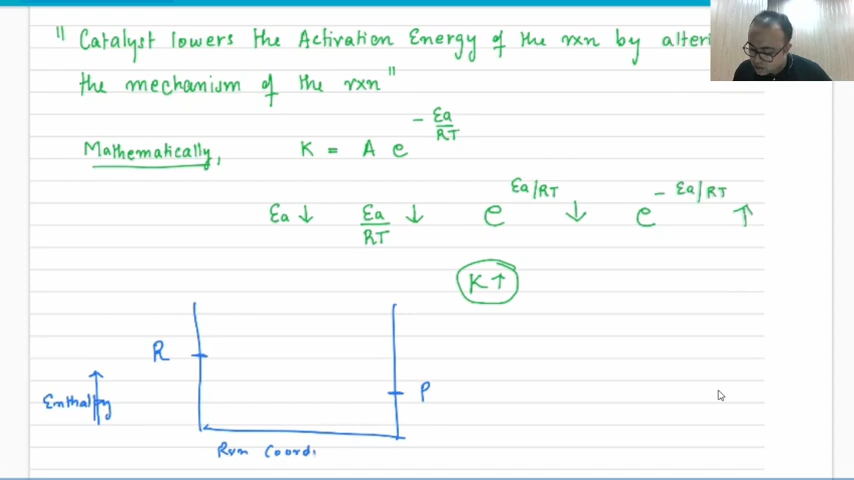 " Catalyst lowers the Activation Energy of the rxn by alteri
the mechanism of the rxn"
Mathematically, K = A e^{-Ea/RT}
Ea ↓ Ea/RT ↓ e^{Ea/RT} ↓ e^{-Ea/RT} ↑
K↑
R
P
Enthalpy
Rxn Coordi